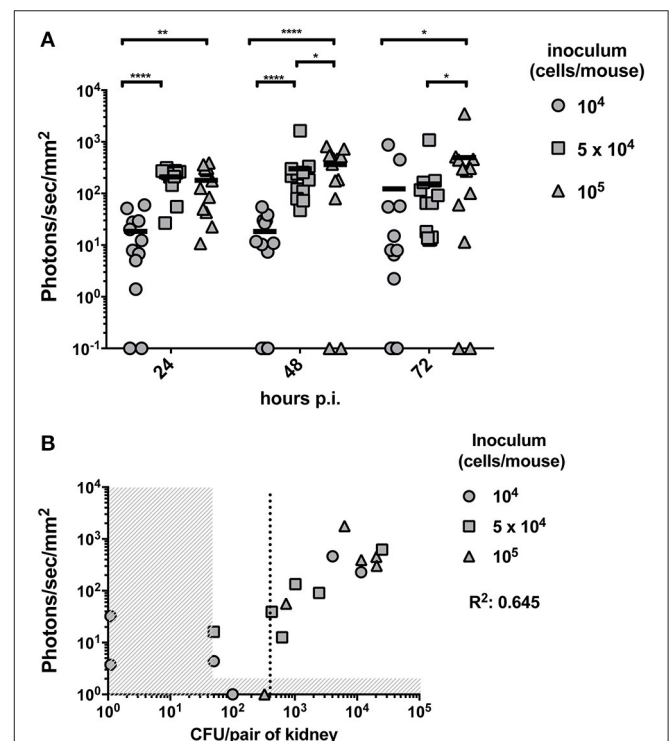 A
** **** *
*
**** **** *
inoculum
(cells/mouse)
10⁴
5 x 10⁴
10⁵
Photons/sec/mm²
10⁴
10³
10²
10¹
10⁰
10⁻¹
24 48 72
hours p.i.
B
Inoculum
(cells/mouse)
10⁴
5 x 10⁴
10⁵
R²: 0.645
Photons/sec/mm²
10⁴
10³
10²
10¹
10⁰
10⁰ 10¹ 10² 10³ 10⁴ 10⁵
CFU/pair of kidney